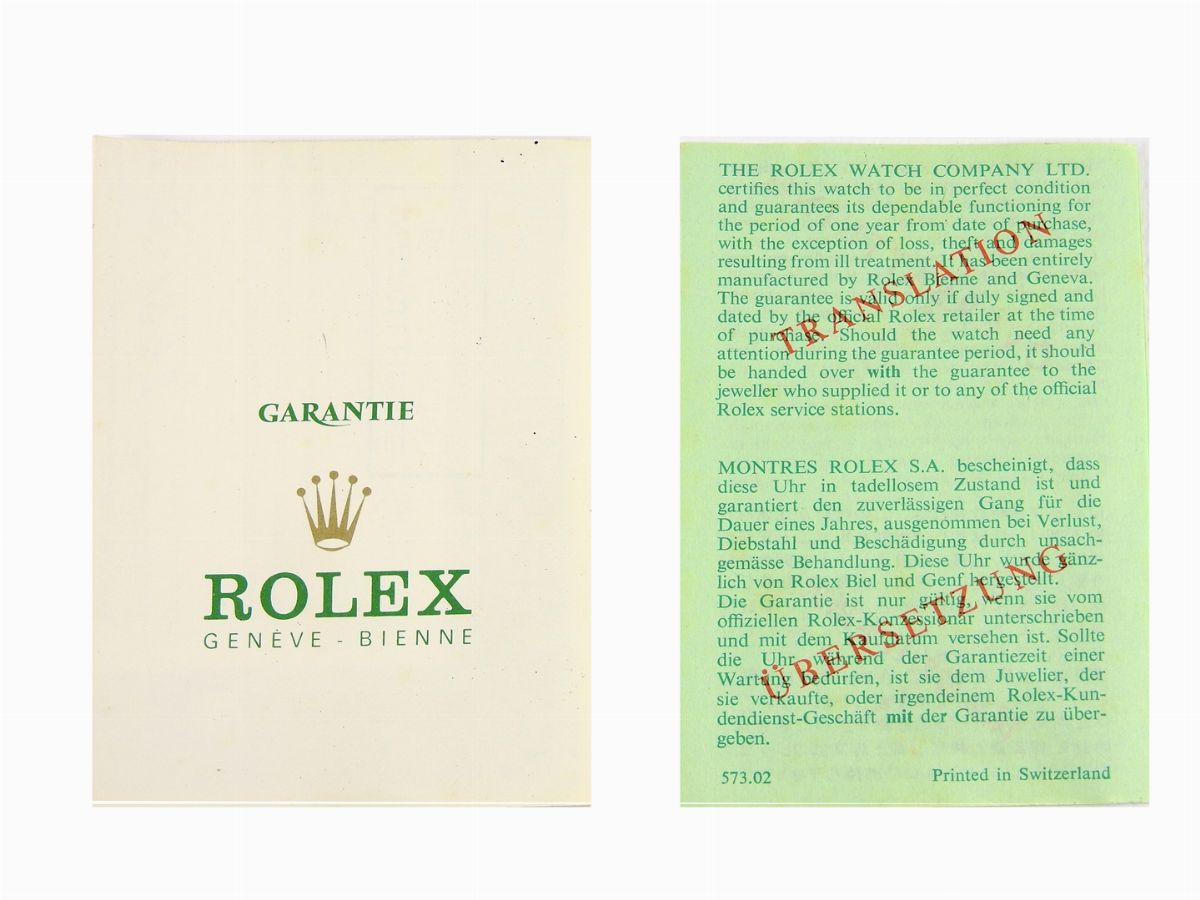 GARANTIE
ROLEX
GENÈVE - BIENNE
THE ROLEX WATCH COMPANY LTD.
certifies this watch to be in perfect condition
and guarantees its dependable functioning for
the period of one year from date of purchase,
with the exception of loss, theft and damages
resulting from ill treatment. It has been entirely
manufactured by Rolex Bienne and Geneva.
The guarantee is valid only if duly signed and
dated by the official Rolex retailer at the time
of purchase. Should the watch need any
attention during the guarantee period, it should
be handed over with the guarantee to the
jeweller who supplied it or to any of the official
Rolex service stations.
TRANSLATION
MONTRES ROLEX S.A. bescheinigt, dass
diese Uhr in tadellosem Zustand ist und
garantiert den zuverlässigen Gang für die
Dauer eines Jahres, ausgenommen bei Verlust,
Diebstahl und Beschädigung durch unsach-
gemässe Behandlung. Diese Uhr wurde gänz-
lich von Rolex Biel und Genf hergestellt.
Die Garantie ist nur gültig, wenn sie vom
offiziellen Rolex-Konzessionär unterschrieben
und mit dem Kaufdatum versehen ist. Sollte
die Uhr während der Garantiezeit einer
Wartung bedürfen, ist sie dem Juwelier, der
sie verkaufte, oder irgendeinem Rolex-Kun-
dendienst-Geschäft mit der Garantie zu über-
geben.
ÜBERSETZUNG
573.02 Printed in Switzerland